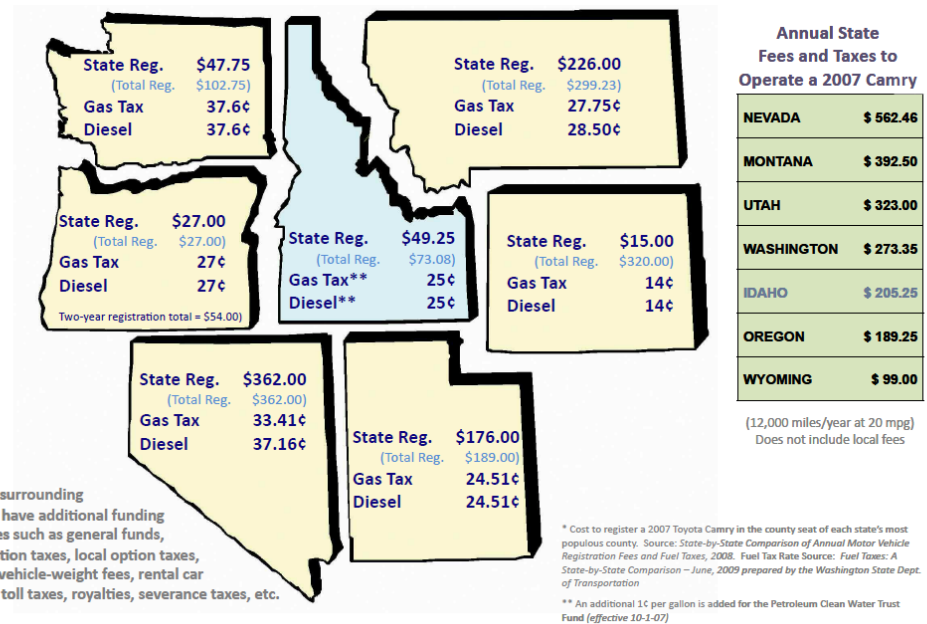 State Reg. $47.75
(Total Reg. $102.75)
Gas Tax 37.6¢
Diesel 37.6¢
State Reg. $226.00
(Total Reg. $299.23)
Gas Tax 27.75¢
Diesel 28.50¢
State Reg. $27.00
(Total Reg. $27.00)
Gas Tax 27¢
Diesel 27¢
Two-year registration total = $54.00)
State Reg. $49.25
(Total Reg. $73.08)
Gas Tax** 25¢
Diesel** 25¢
State Reg. $15.00
(Total Reg. $320.00)
Gas Tax 14¢
Diesel 14¢
State Reg. $362.00
(Total Reg. $362.00)
Gas Tax 33.41¢
Diesel 37.16¢
State Reg. $176.00
(Total Reg. $189.00)
Gas Tax 24.51¢
Diesel 24.51¢
Annual State
Fees and Taxes to
Operate a 2007 Camry
NEVADA $ 562.46
MONTANA $ 392.50
UTAH $ 323.00
WASHINGTON $ 273.35
IDAHO $ 205.25
OREGON $ 189.25
WYOMING $ 99.00
(12,000 miles/year at 20 mpg)
Does not include local fees
surrounding
have additional funding
es such as general funds,
tion taxes, local option taxes,
vehicle-weight fees, rental car
toll taxes, royalties, severance taxes, etc.
* Cost to register a 2007 Toyota Camry in the county seat of each state's most
populous county. Source: State-by-State Comparison of Annual Motor Vehicle
Registration Fees and Fuel Taxes, 2008. Fuel Tax Rate Source: Fuel Taxes: A
State-by-State Comparison – June, 2009 prepared by the Washington State Dept.
of Transportation
** An additional 1¢ per gallon is added for the Petroleum Clean Water Trust
Fund (effective 10-1-07)